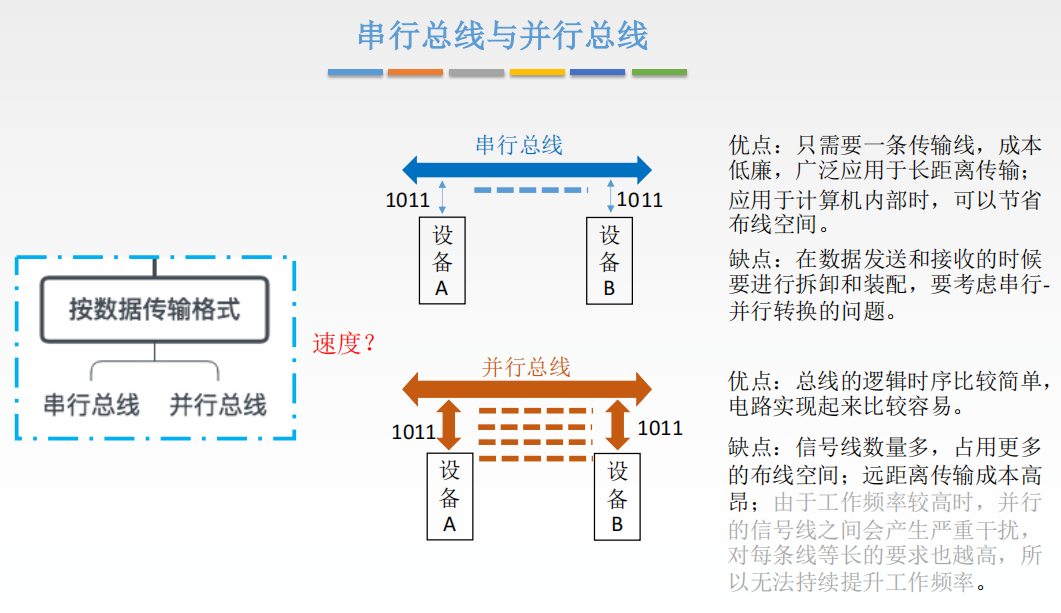 串行总线与并行总线
按数据传输格式
串行总线 并行总线
速度？
串行总线
1011
1011
设
备
A
设
备
B
优点：只需要一条传输线，成本
低廉，广泛应用于长距离传输；
应用于计算机内部时，可以节省
布线空间。
缺点：在数据发送和接收的时候
要进行拆卸和装配，要考虑串行-
并行转换的问题。
并行总线
1011
1011
设
备
A
设
备
B
优点：总线的逻辑时序比较简单，
电路实现起来比较容易。
缺点：信号线数量多，占用更多
的布线空间；远距离传输成本高
昂；由于工作频率较高时，并行
的信号线之间会产生严重干扰，
对每条线等长的要求也越高，所
以无法持续提升工作频率。